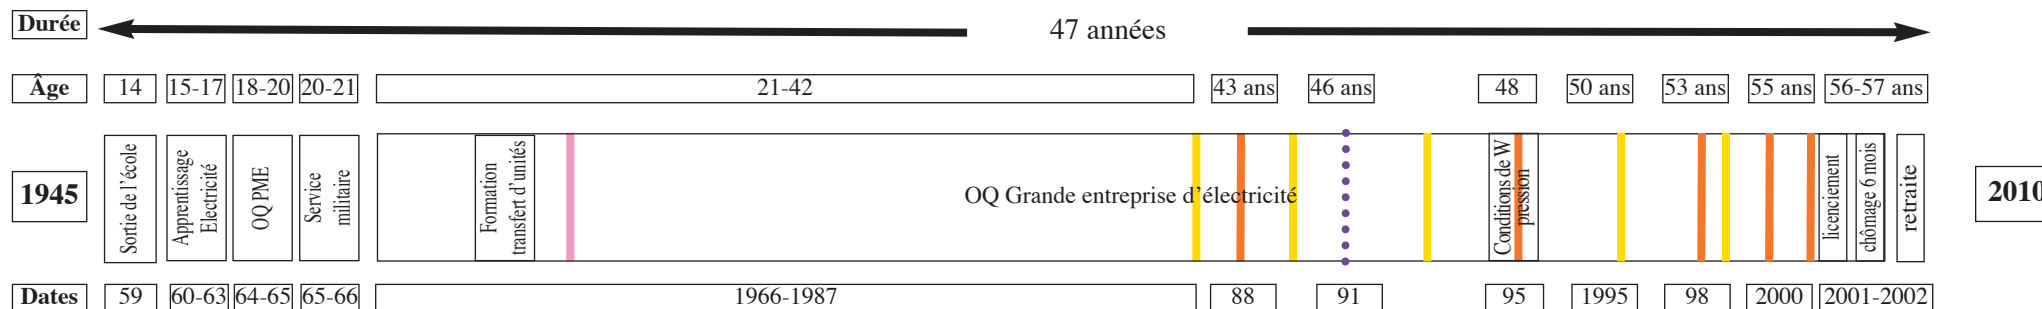 Durée
47 années
Âge
14
15-17
18-20
20-21
21-42
43 ans
46 ans
48
50 ans
53 ans
55 ans
56-57 ans
1945
Sortie de l'école
Apprentissage
Electricité
OQ PME
Service
militaire
Formation
transfert d'unités
OQ Grande entreprise d'électricité
Conditions de W
pression
licenciement
chômage 6 mois
retraite
2010
Dates
59
60-63
64-65
65-66
1966-1987
88
91
95
1995
98
2000
2001-2002